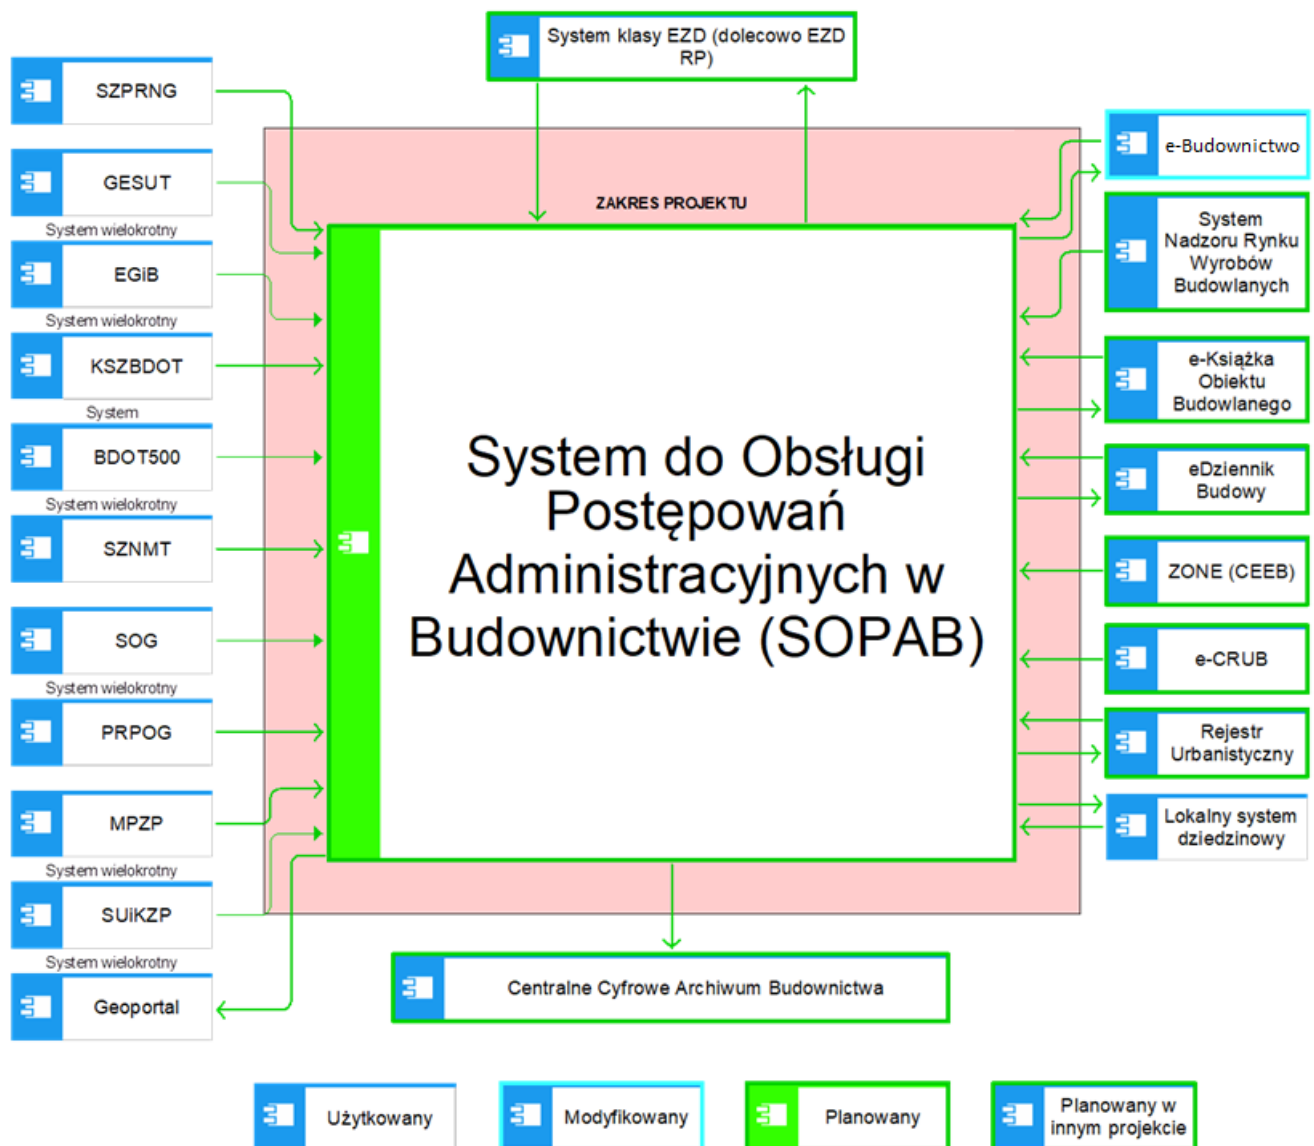 System klasy EZD (dolecowo EZD
RP)
SZPRNG
GESUT
System wielokrotny
EGiB
System wielokrotny
KSZBDOT
System
BDOT500
System wielokrotny
SZNMT
SOG
System wielokrotny
PRPOG
MPZP
System wielokrotny
SUiKZP
System wielokrotny
Geoportal
ZAKRES PROJEKTU
System do Obsługi
Postępowań
Administracyjnych w
Budownictwie (SOPAB)
e-Budownictwo
System
Nadzoru Rynku
Wyrobów
Budowlanych
e-Książka
Obiektu
Budowlanego
eDziennik
Budowy
ZONE (CEEB)
e-CRUB
Rejestr
Urbanistyczny
Lokalny system
dziedzinowy
Centralne Cyfrowe Archiwum Budownictwa
Użytkowany
Modyfikowany
Planowany
Planowany w
innym projekcie